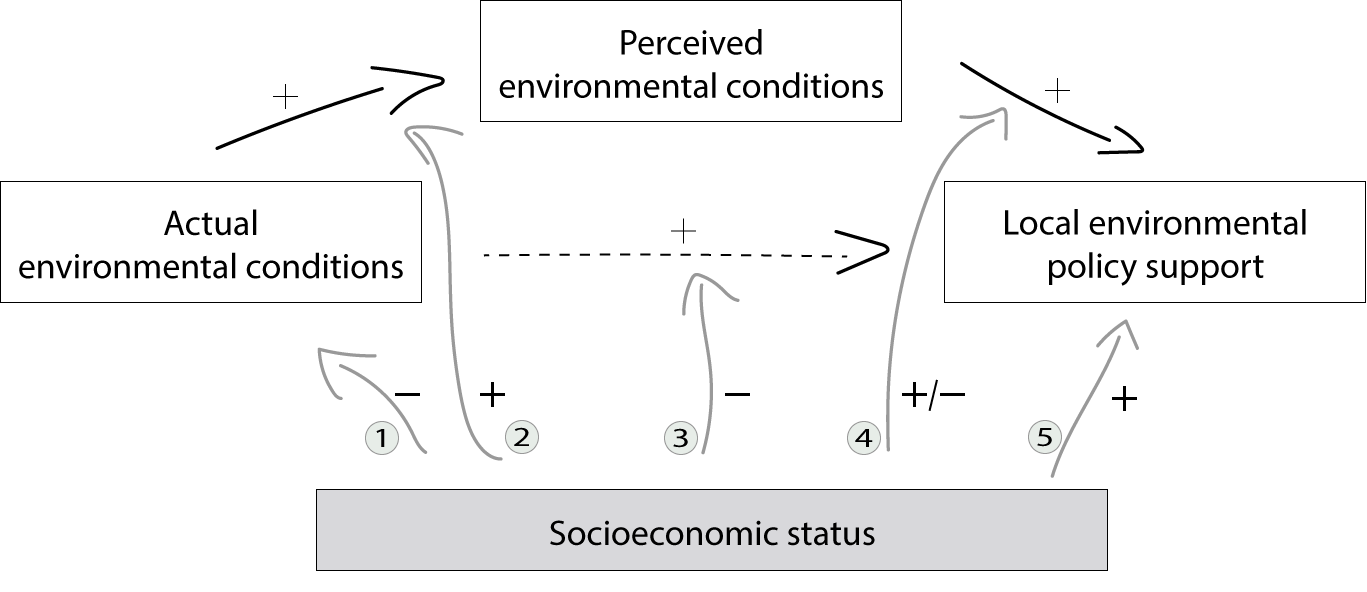 Perceived
environmental conditions
+
+
Actual
environmental conditions
+
Local environmental
policy support
−
+
−
+/−
+
1
2
3
4
5
Socioeconomic status